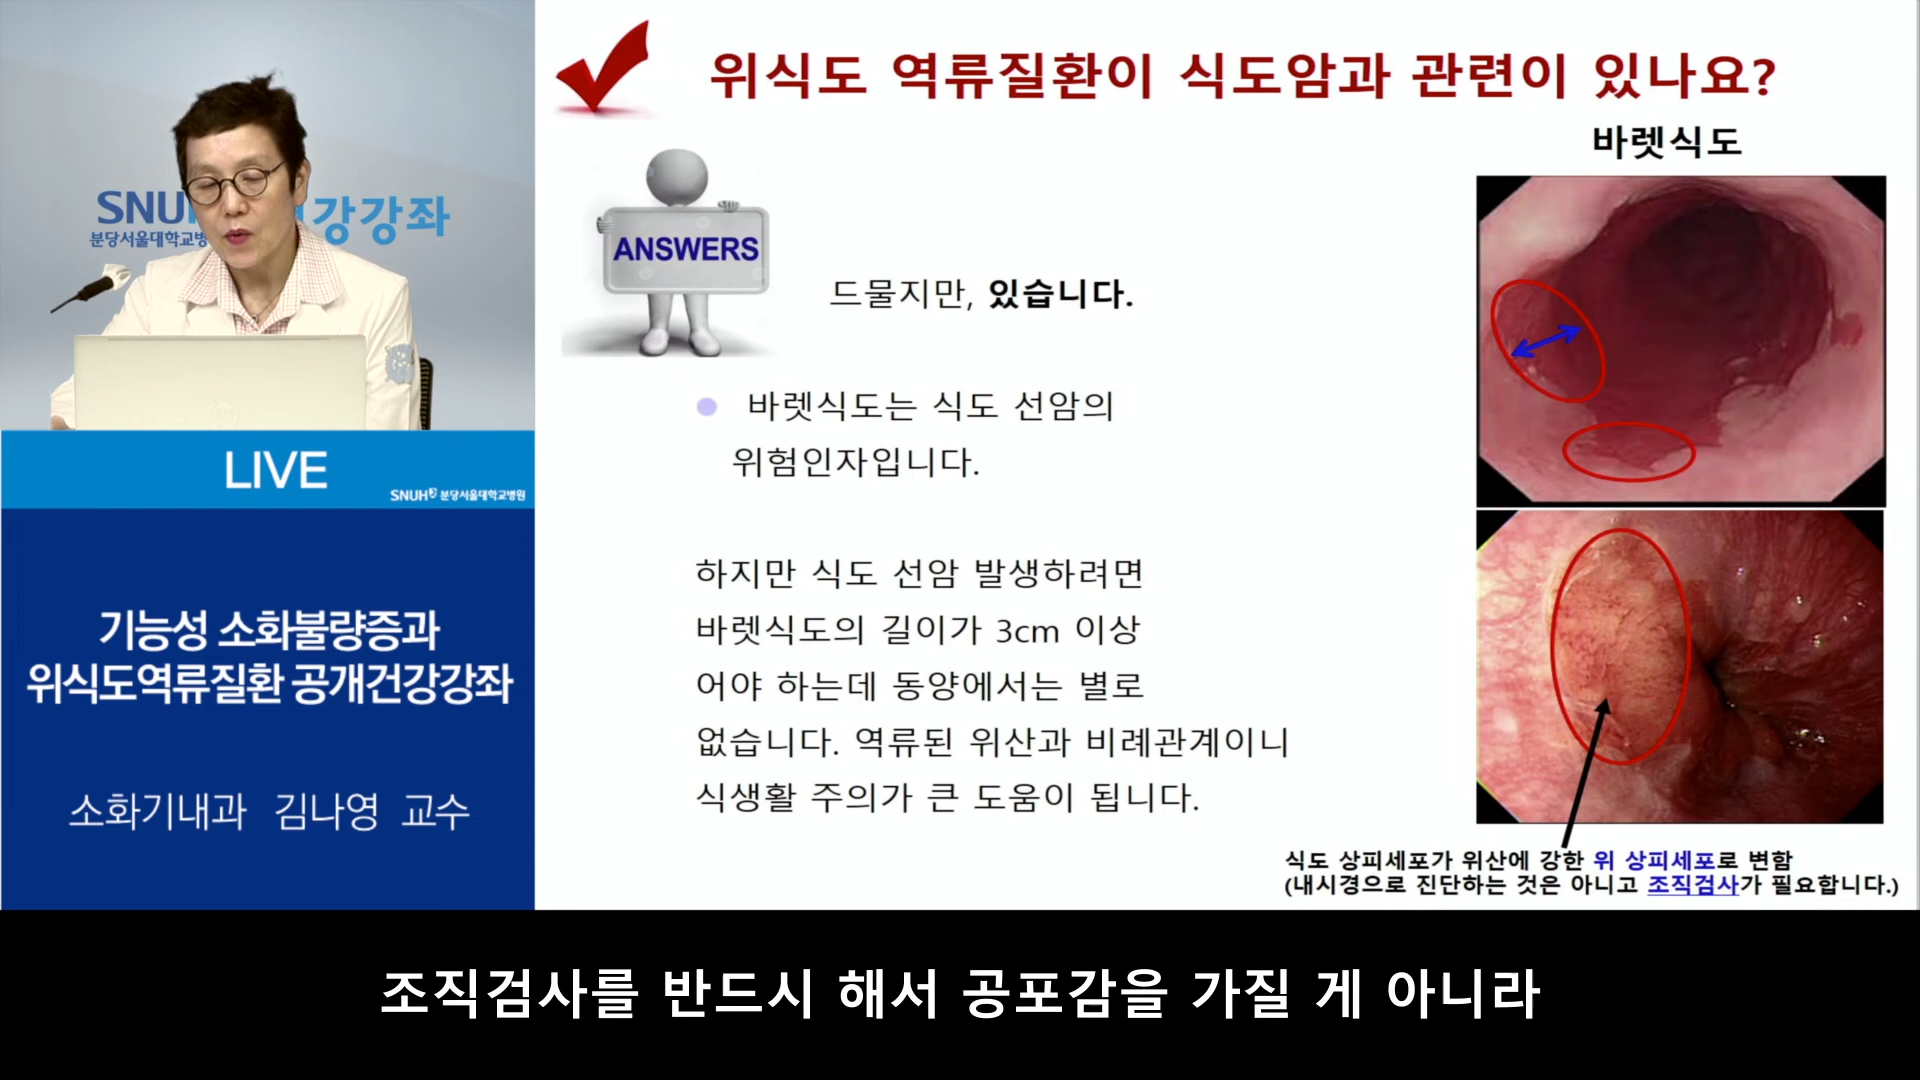 위식도 역류질환이 식도암과 관련이 있나요?
바렛식도
ANSWERS
드물지만, 있습니다.
바렛식도는 식도 선암의
위험인자입니다.
하지만 식도 선암 발생하려면
바렛식도의 길이가 3cm 이상
어야 하는데 동양에서는 별로
없습니다. 역류된 위산과 비례관계이니
식생활 주의가 큰 도움이 됩니다.
식도 상피세포가 위산에 강한 위 상피세포로 변함
(내시경으로 진단하는 것은 아니고 조직검사가 필요합니다.)
SNU
강강좌
분당서울대학교병
LIVE
SNUH 분당서울대학교병원
기능성 소화불량증과
위식도역류질환 공개건강강좌
소화기내과 김나영 교수
조직검사를 반드시 해서 공포감을 가질 게 아니라